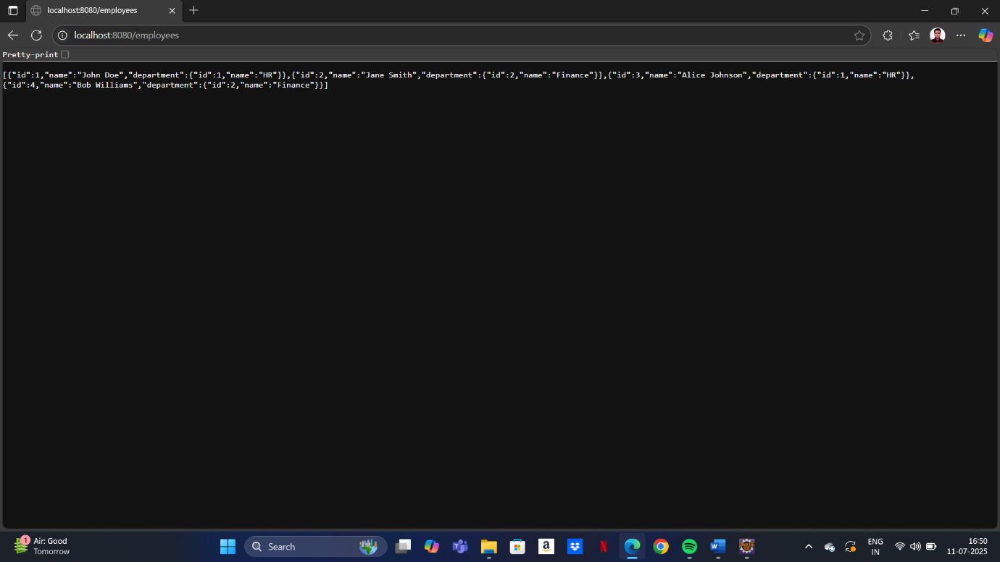 localhost:8080/employees
localhost:8080/employees
Pretty-print
[{"id":1,"name":"John Doe","department":{"id":1,"name":"HR"}},{"id":2,"name":"Jane Smith","department":{"id":2,"name":"Finance"}},{"id":3,"name":"Alice Johnson","department":{"id":1,"name":"HR"}},
{"id":4,"name":"Bob Williams","department":{"id":2,"name":"Finance"}}]
1
Air: Good
Tomorrow
Search
ENG
IN
16:50
11-07-2025